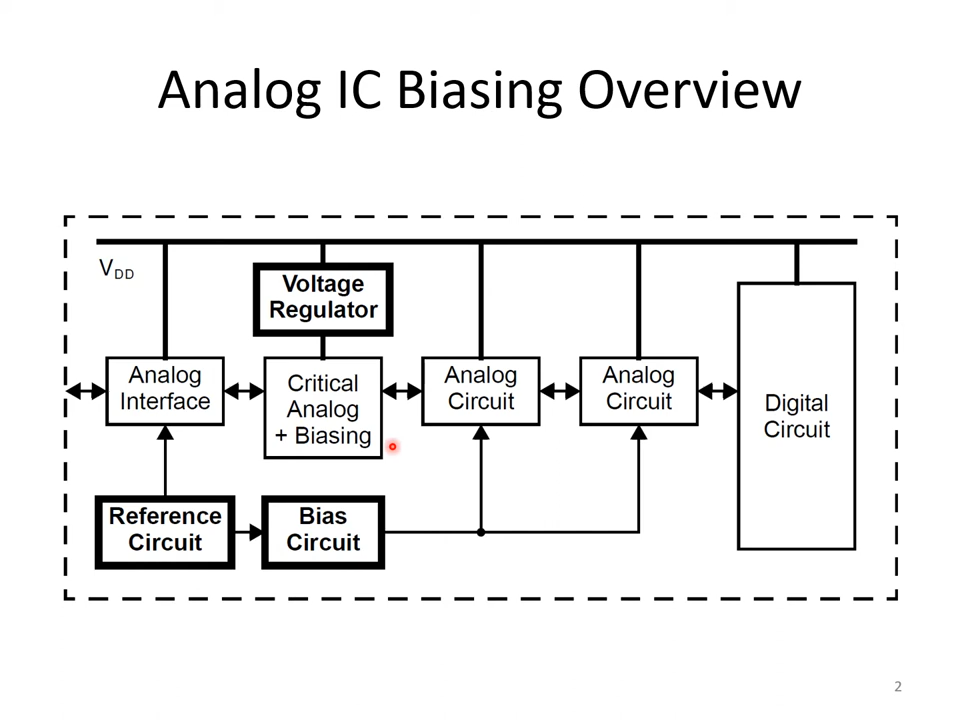 Analog IC Biasing Overview
VDD
Voltage
Regulator
Analog
Interface
Critical
Analog
+ Biasing
Analog
Circuit
Analog
Circuit
Digital
Circuit
Reference
Circuit
Bias
Circuit
2